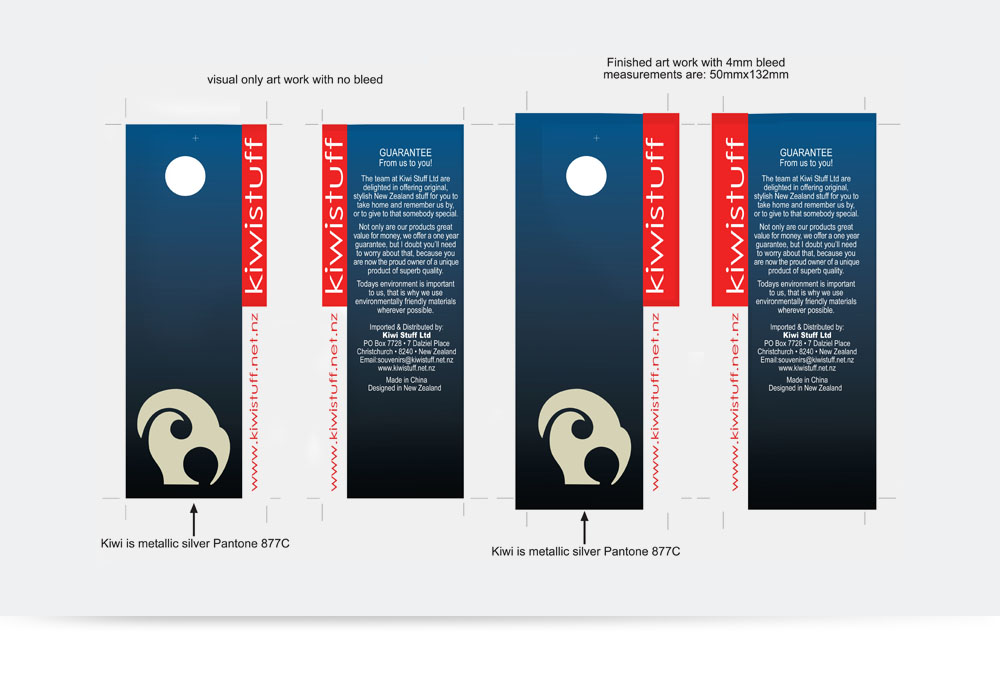 visual only art work with no bleed
kiwistuff
www.kiwistuff.net.nz
kiwistuff
www.kiwistuff.net.nz
GUARANTEE
From us to you!
The team at Kiwi Stuff Ltd are
delighted in offering original,
stylish New Zealand stuff for you to
take home and remember us by,
or to give to that somebody special.
Not only are our products great
value for money, we offer a one year
guarantee, but I doubt you'll need
to worry about that, because you
are now the proud owner of a unique
product of superb quality.
Todays environment is important
to us, that is why we use
environmentally friendly materials
wherever possible.
Imported & Distributed by:
Kiwi Stuff Ltd
PO Box 7728 • 7 Dalziel Place
Christchurch • 8240 • New Zealand
Email:souvenirs@kiwistuff.net.nz
www.kiwistuff.net.nz
Made in China
Designed in New Zealand
Kiwi is metallic silver Pantone 877C
Finished art work with 4mm bleed
measurements are: 50mmx132mm
kiwistuff
www.kiwistuff.net.nz
kiwistuff
www.kiwistuff.net.nz
GUARANTEE
From us to you!
The team at Kiwi Stuff Ltd are
delighted in offering original,
stylish New Zealand stuff for you to
take home and remember us by,
or to give to that somebody special.
Not only are our products great
value for money, we offer a one year
guarantee, but I doubt you'll need
to worry about that, because you
are now the proud owner of a unique
product of superb quality.
Todays environment is important
to us, that is why we use
environmentally friendly materials
wherever possible.
Imported & Distributed by:
Kiwi Stuff Ltd
PO Box 7728 • 7 Dalziel Place
Christchurch • 8240 • New Zealand
Email:souvenirs@kiwistuff.net.nz
www.kiwistuff.net.nz
Made in China
Designed in New Zealand
Kiwi is metallic silver Pantone 877C